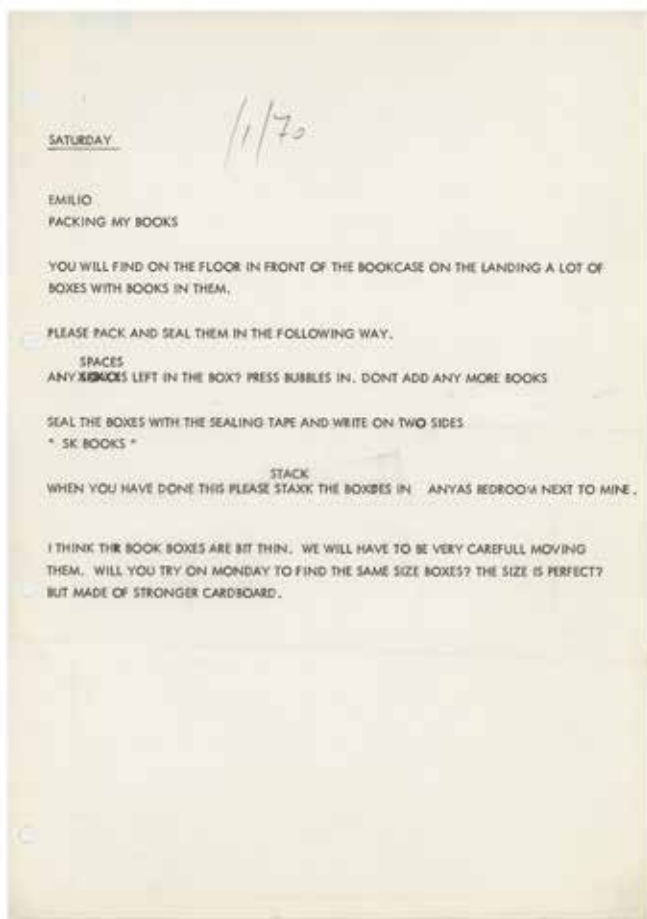 SATURDAY
/1/70
EMILIO
PACKING MY BOOKS
YOU WILL FIND ON THE FLOOR IN FRONT OF THE BOOKCASE ON THE LANDING A LOT OF
BOXES WITH BOOKS IN THEM.
PLEASE PACK AND SEAL THEM IN THE FOLLOWING WAY.
SPACES
ANY LEFT IN THE BOX? PRESS BUBBLES IN. DONT ADD ANY MORE BOOKS
SEAL THE BOXES WITH THE SEALING TAPE AND WRITE ON TWO SIDES
" SK BOOKS "
STACK
WHEN YOU HAVE DONE THIS PLEASE STAXK THE BOXES IN ANYAS BEDROOM NEXT TO MINE.
I THINK THE BOOK BOXES ARE BIT THIN. WE WILL HAVE TO BE VERY CAREFULL MOVING
THEM. WILL YOU TRY ON MONDAY TO FIND THE SAME SIZE BOXES? THE SIZE IS PERFECT?
BUT MADE OF STRONGER CARDBOARD.